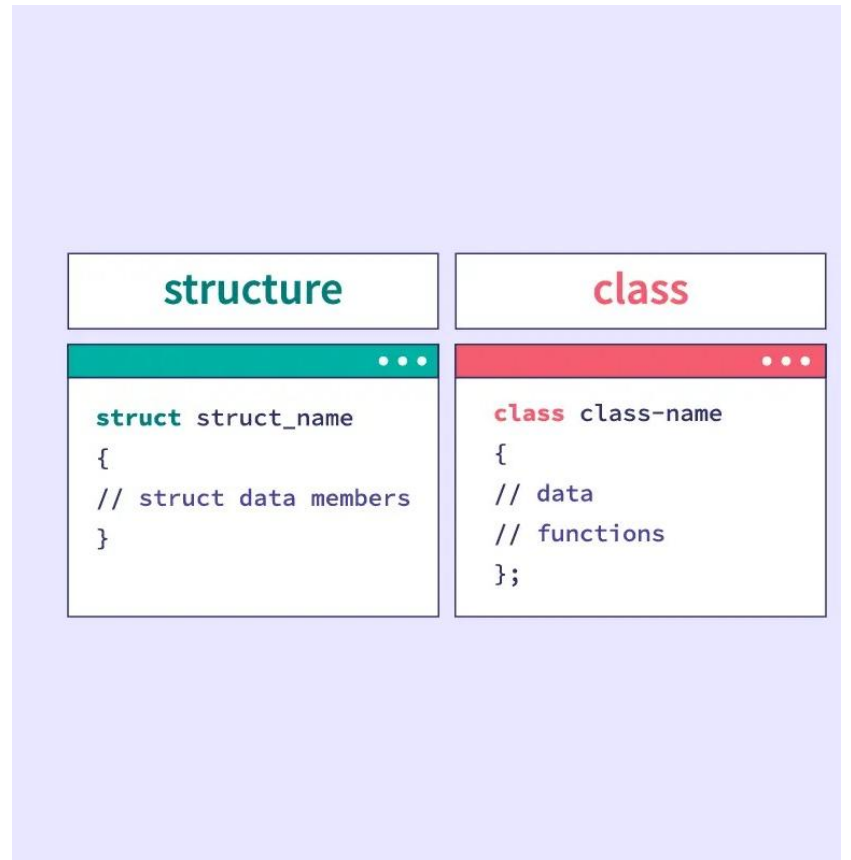 structure
struct struct_name
{
// struct data members
}
class
class class-name
{
// data
// functions
};